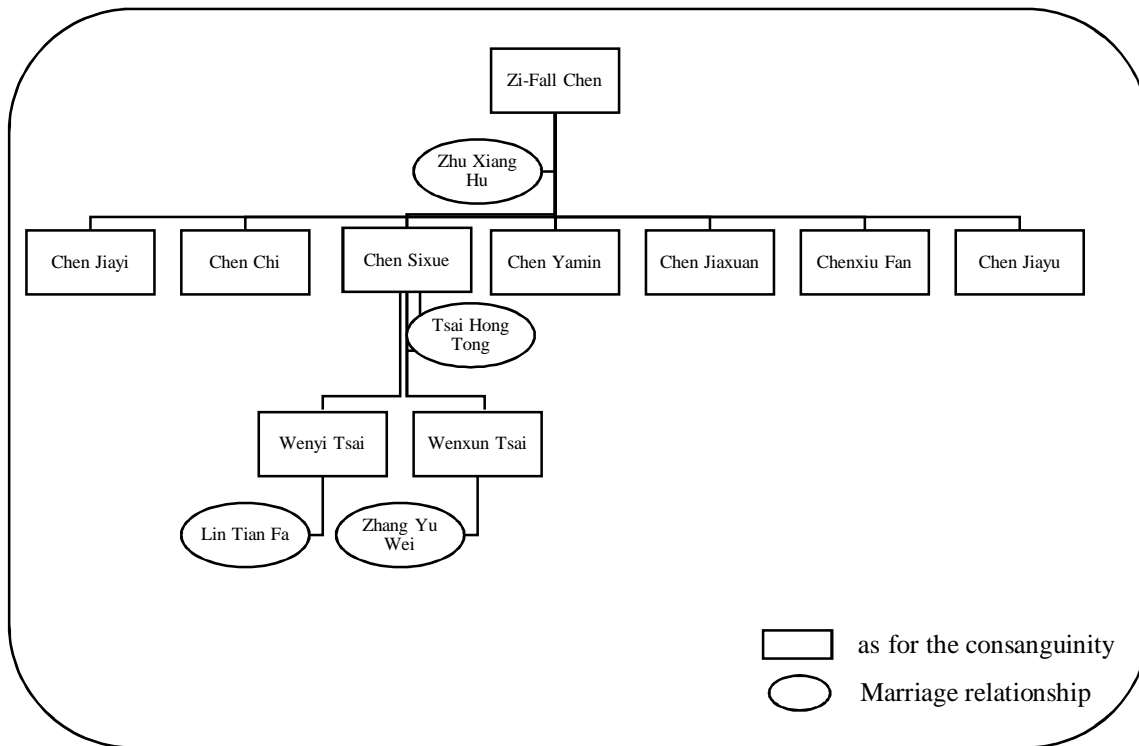 Zi-Fall Chen
Zhu Xiang
Hu
Chen Jiayi
Chen Chi
Chen Sixue
Chen Yamin
Chen Jiaxuan
Chenxiu Fan
Chen Jiayu
Tsai Hong
Tong
Wenyi Tsai
Wenxun Tsai
Lin Tian Fa
Zhang Yu
Wei
as for the consanguinity
Marriage relationship